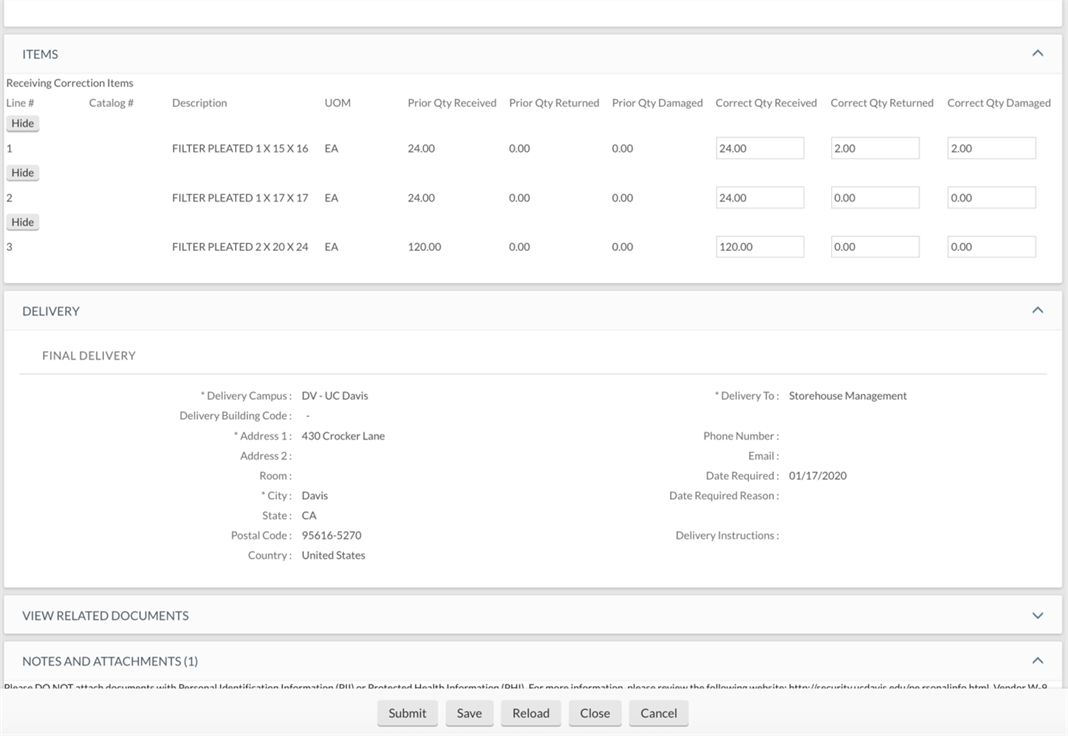 ITEMS
Receiving Correction Items
Line # Catalog # Description UOM Prior Qty Received Prior Qty Returned Prior Qty Damaged Correct Qty Received Correct Qty Returned Correct Qty Damaged
Hide
1 FILTER PLEATED 1 X 15 X 16 EA 24.00 0.00 0.00 24.00 2.00 2.00
Hide
2 FILTER PLEATED 1 X 17 X 17 EA 24.00 0.00 0.00 24.00 0.00 0.00
Hide
3 FILTER PLEATED 2 X 20 X 24 EA 120.00 0.00 0.00 120.00 0.00 0.00
DELIVERY
FINAL DELIVERY
* Delivery Campus : DV - UC Davis * Delivery To : Storehouse Management
Delivery Building Code : -
* Address 1 : 430 Crocker Lane Phone Number :
Address 2 : Email :
Room : Date Required : 01/17/2020
* City : Davis Date Required Reason :
State : CA
Postal Code : 95616-5270 Delivery Instructions :
Country : United States
VIEW RELATED DOCUMENTS
NOTES AND ATTACHMENTS (1)
Please DO NOT attach documents with Personal Identification Information (PII) or Protected Health Information (PHI). For more information, please review the following website: http://security.ucdavis.edu/pe rsonalinfo.html. Vendor W-9
Submit Save Reload Close Cancel